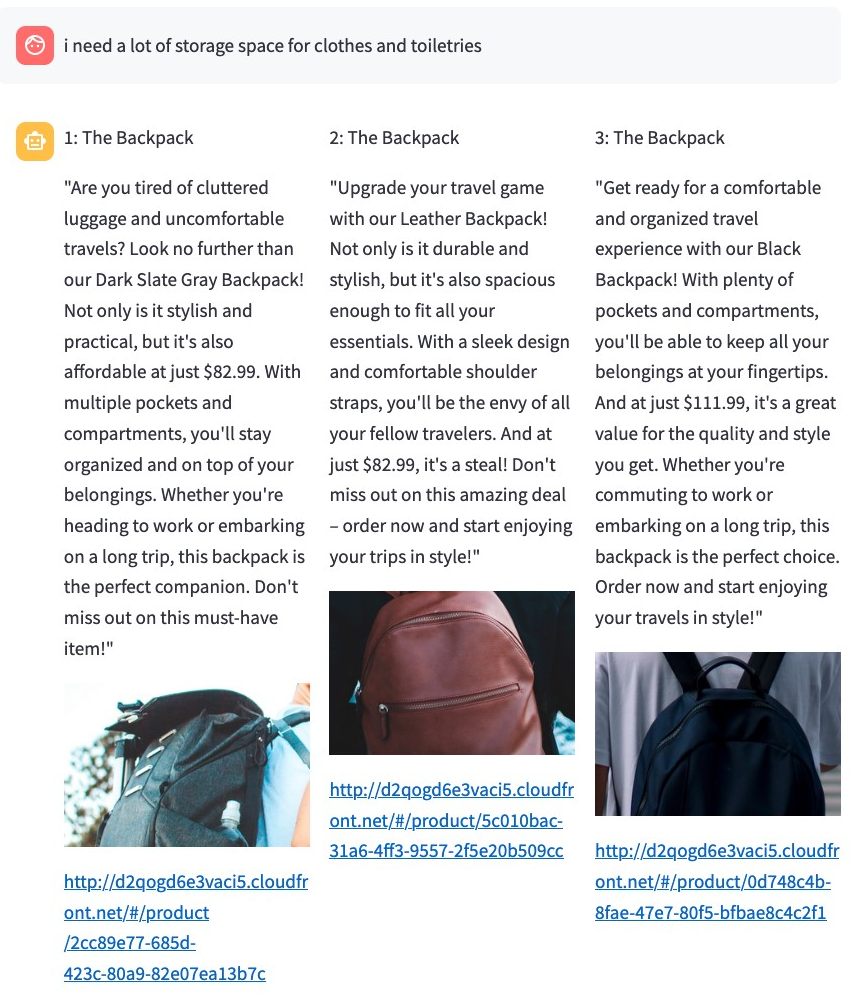 i need a lot of storage space for clothes and toiletries
1: The Backpack
"Are you tired of cluttered
luggage and uncomfortable
travels? Look no further than
our Dark Slate Gray Backpack!
Not only is it stylish and
practical, but it's also
affordable at just $82.99. With
multiple pockets and
compartments, you'll stay
organized and on top of your
belongings. Whether you're
heading to work or embarking
on a long trip, this backpack is
the perfect companion. Don't
miss out on this must-have
item!"
http://d2qogd6e3vaci5.cloudfr
ont.net/#/product
/2cc89e77-685d-
423c-80a9-82e07ea13b7c
2: The Backpack
"Upgrade your travel game
with our Leather Backpack!
Not only is it durable and
stylish, but it's also spacious
enough to fit all your
essentials. With a sleek design
and comfortable shoulder
straps, you'll be the envy of all
your fellow travelers. And at
just $82.99, it's a steal! Don't
miss out on this amazing deal
– order now and start enjoying
your trips in style!"
http://d2qogd6e3vaci5.cloudfr
ont.net/#/product/5c010bac-
31a6-4ff3-9557-2f5e20b509cc
3: The Backpack
"Get ready for a comfortable
and organized travel
experience with our Black
Backpack! With plenty of
pockets and compartments,
you'll be able to keep all your
belongings at your fingertips.
And at just $111.99, it's a great
value for the quality and style
you get. Whether you're
commuting to work or
embarking on a long trip, this
backpack is the perfect choice.
Order now and start enjoying
your travels in style!"
http://d2qogd6e3vaci5.cloudfr
ont.net/#/product/0d748c4b-
8fae-47e7-80f5-bfbae8c4c2f1